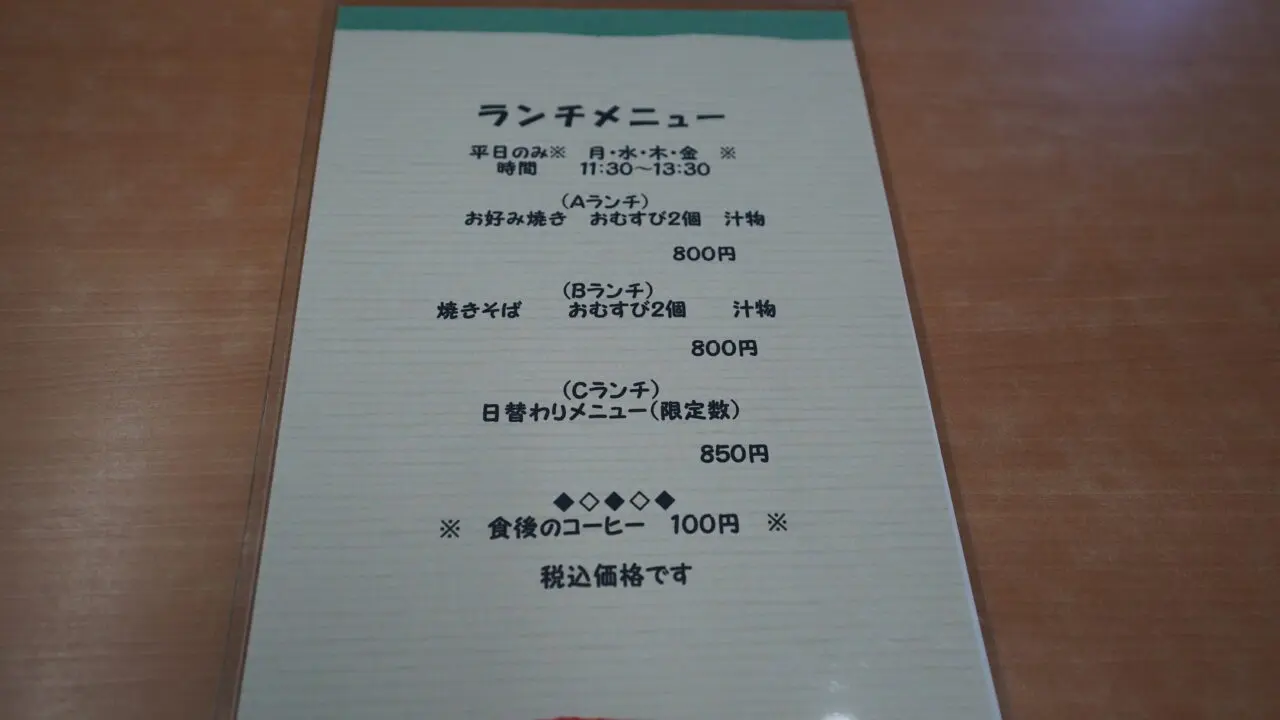 ランチメニュー
平日のみ※　月・水・木・金　※
時間　　11:30～13:30
（Aランチ）
お好み焼き　おむすび2個　汁物
800円
（Bランチ）
焼きそば　　おむすび2個　　汁物
800円
（Cランチ）
日替わりメニュー（限定数）
850円
◆◇◆◇◆
※　食後のコーヒー　100円　※
税込価格です